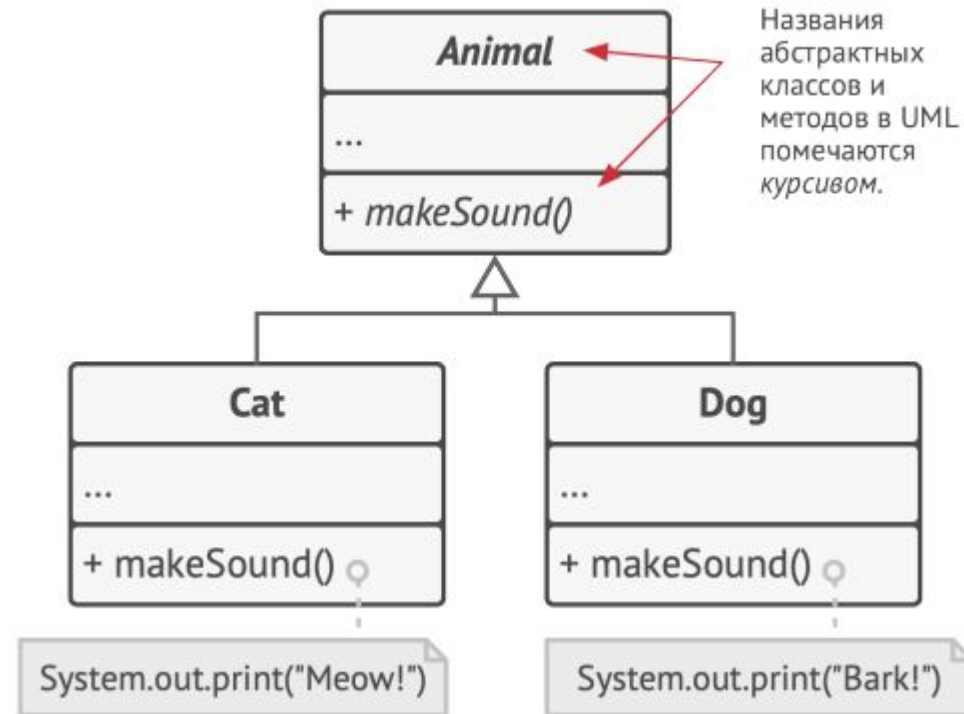 Animal
...
+ makeSound()
Названия
абстрактных
классов и
методов в UML
помечаются
курсивом.
Cat
...
+ makeSound()
System.out.print("Meow!")
Dog
...
+ makeSound()
System.out.print("Bark!")